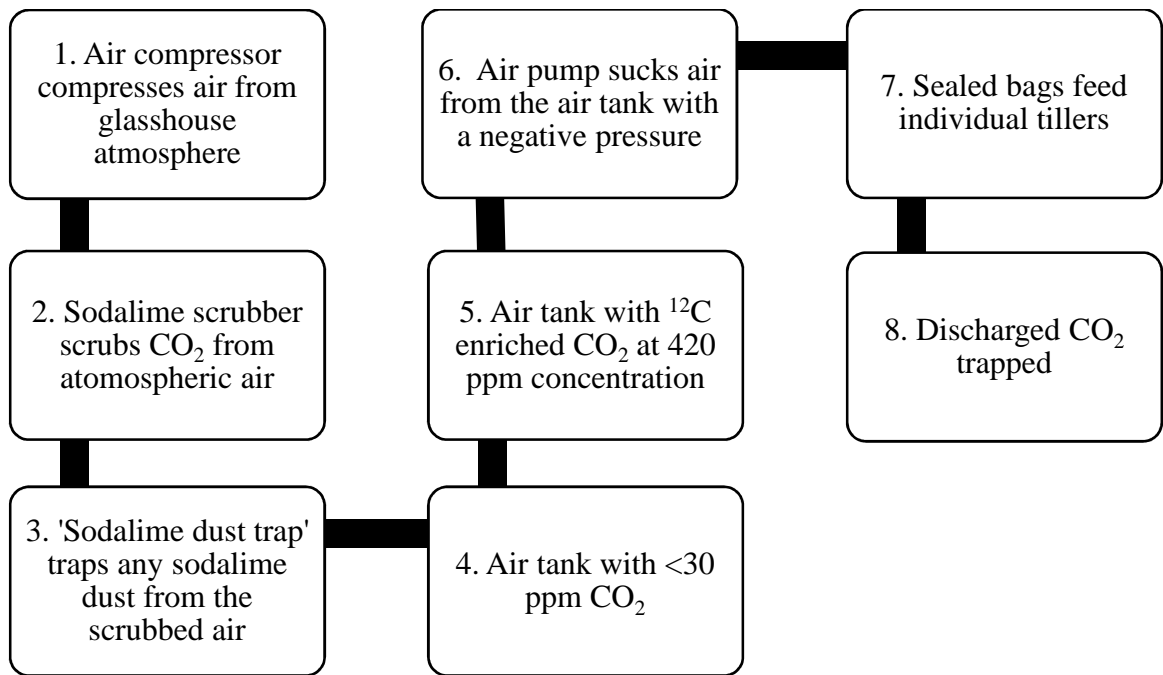 1. Air compressor
compresses air from
glasshouse
atmosphere
2. Sodalime scrubber
scrubs CO₂ from
atomospheric air
3. 'Sodalime dust trap'
traps any sodalime
dust from the
scrubbed air
4. Air tank with <30
ppm CO₂
5. Air tank with ¹²C
enriched CO₂ at 420
ppm concentration
6. Air pump sucks air
from the air tank with
a negative pressure
7. Sealed bags feed
individual tillers
8. Discharged CO₂
trapped